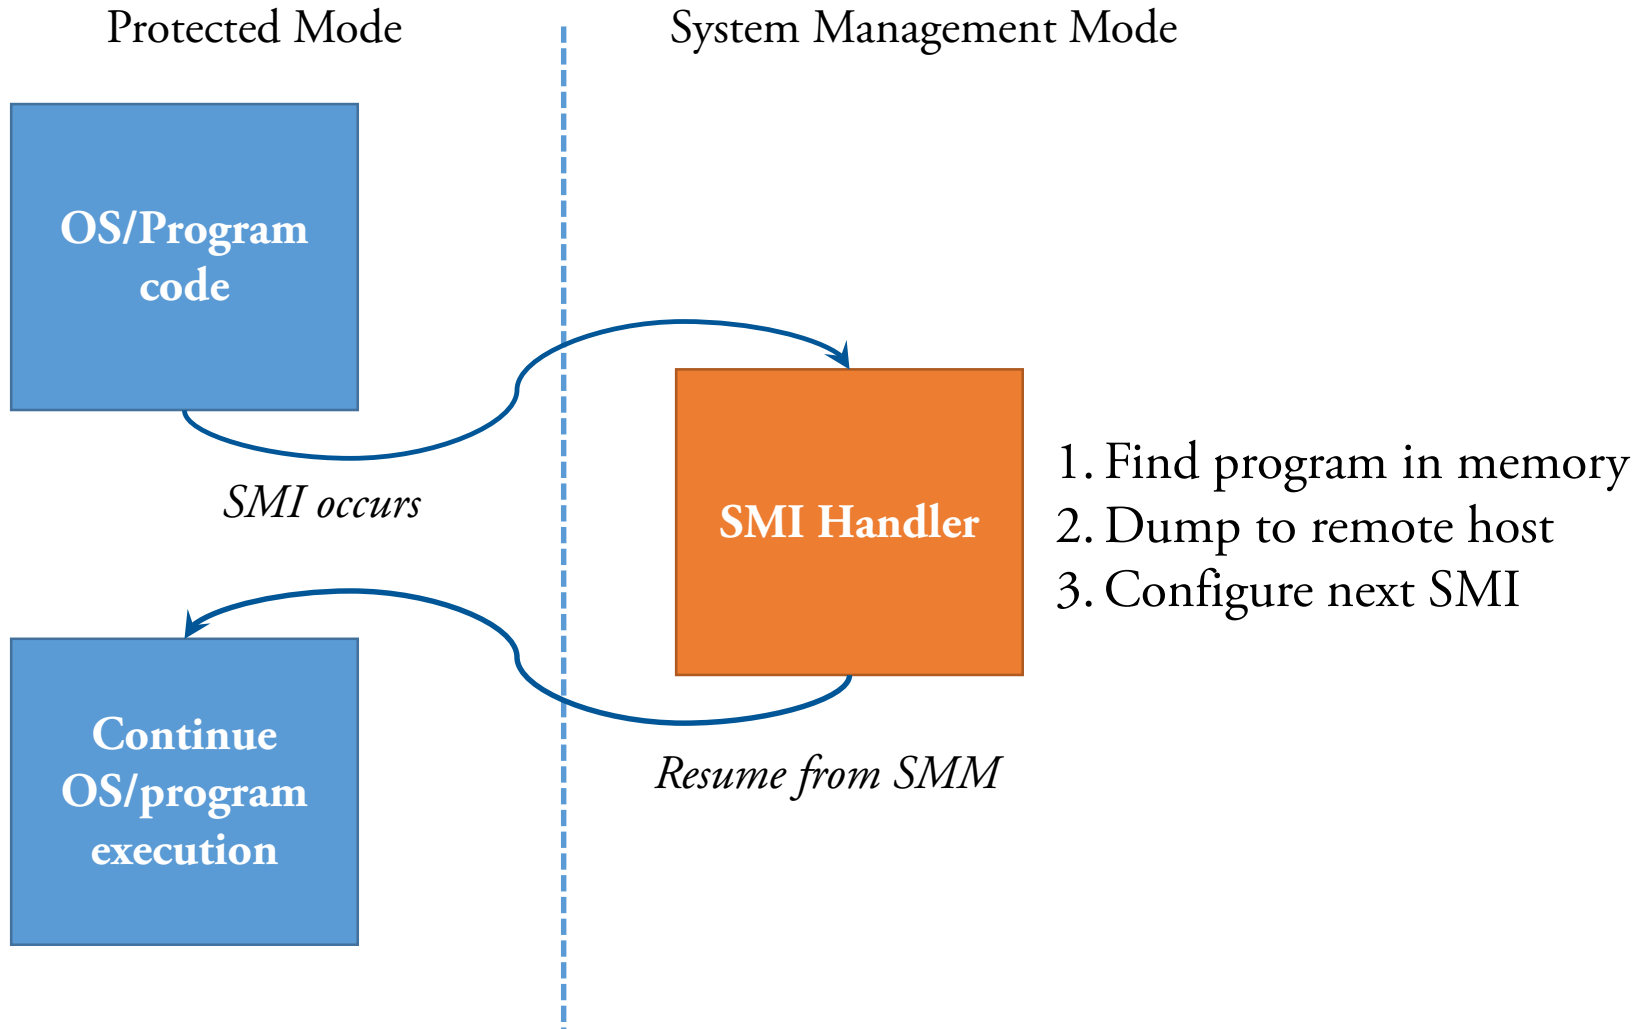 Protected Mode
System Management Mode
OS/Program
code
SMI occurs
SMI Handler
1. Find program in memory
2. Dump to remote host
3. Configure next SMI
Continue
OS/program
execution
Resume from SMM